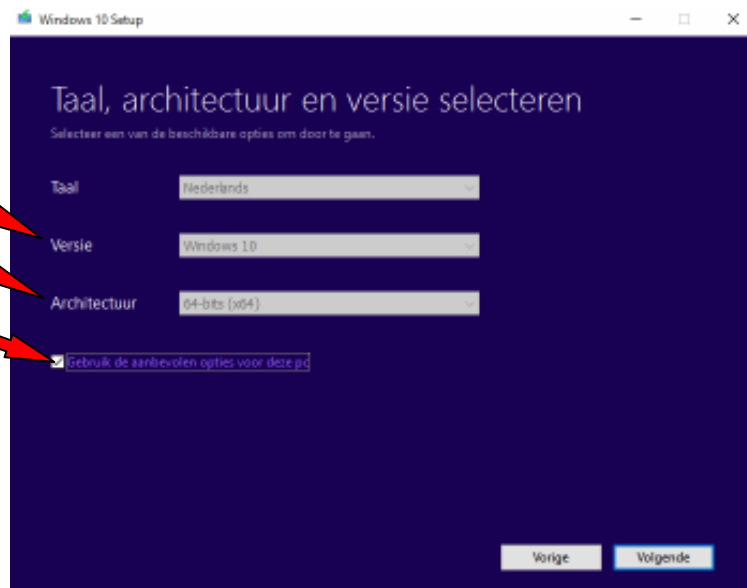 Windows 10 Setup
Taal, architectuur en versie selecteren
Selecteer een van de beschikbare opties om door te gaan.
Taal Nederlands
Versie Windows 10
Architectuur 64-bits (x64)
Gebruik de aanbevolen opties voor deze pc
Vorige Volgende